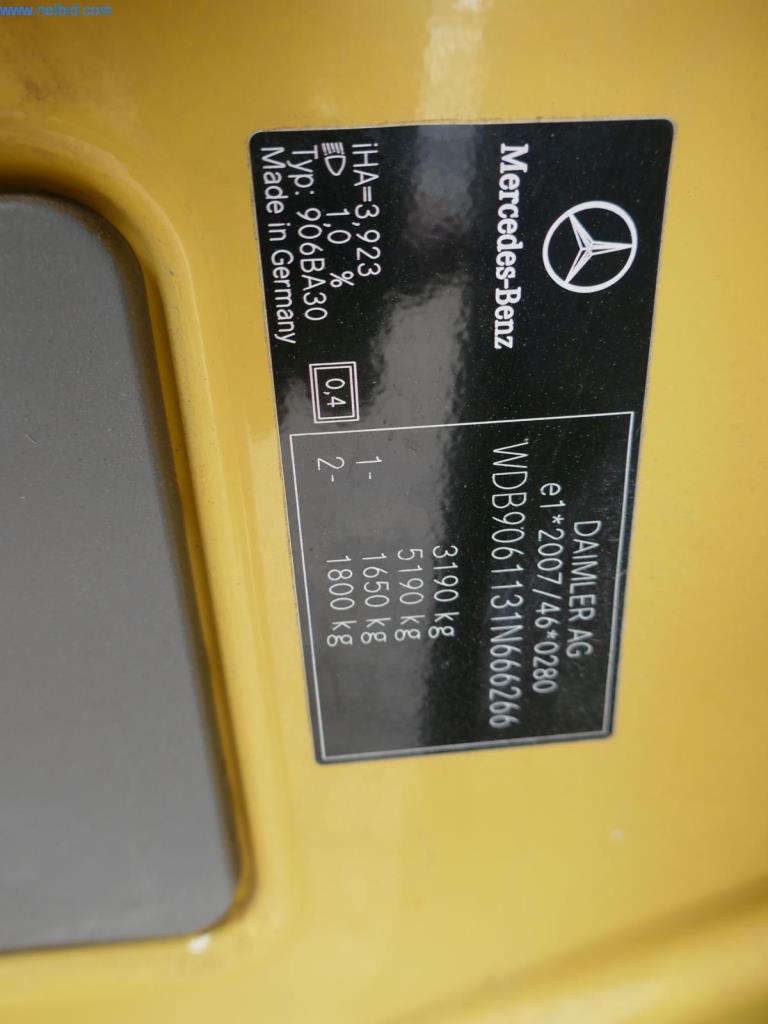 www.netbid.com
Mercedes-Benz
iHA=3,923
1,0 %
Typ: 906BA30
Made in Germany
0,4
DAIMLER AG
e1*2007/46*0280
WDB9061131N666266
3190 kg
5190 kg
1- 1650 kg
2- 1800 kg